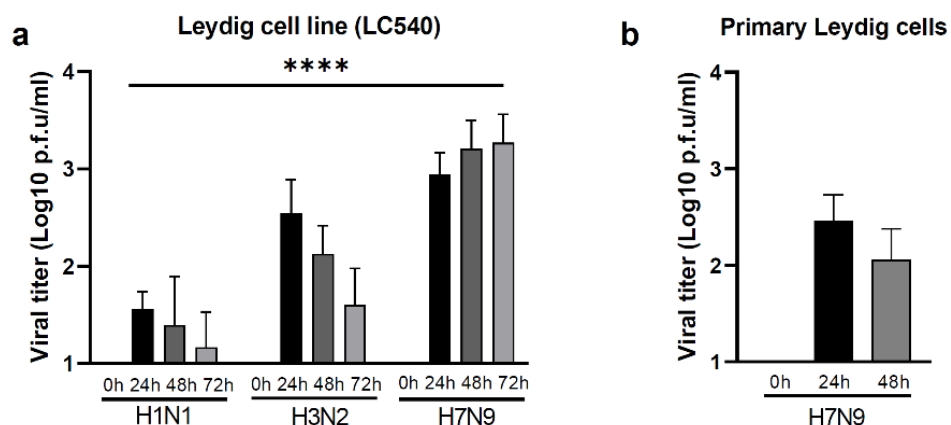 a
Leydig cell line (LC540)
****
Viral titer (Log10 p.f.u/ml)
4
3
2
1
0h 24h 48h 72h
0h 24h 48h 72h
0h 24h 48h 72h
H1N1
H3N2
H7N9
b
Primary Leydig cells
Viral titer (Log10 p.f.u/ml)
4
3
2
1
0h 24h 48h
H7N9